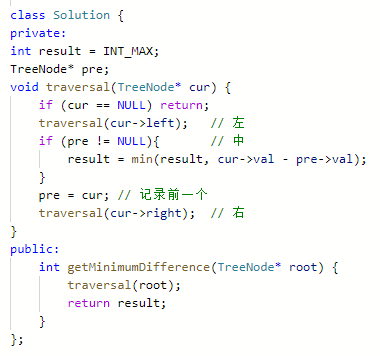 class Solution {
private:
int result = INT_MAX;
TreeNode* pre;
void traversal(TreeNode* cur) {
    if (cur == NULL) return;
    traversal(cur->left);   // 左
    if (pre != NULL){       // 中
        result = min(result, cur->val - pre->val);
    }
    pre = cur; // 记录前一个
    traversal(cur->right);  // 右
}
public:
    int getMinimumDifference(TreeNode* root) {
        traversal(root);
        return result;
    }
};